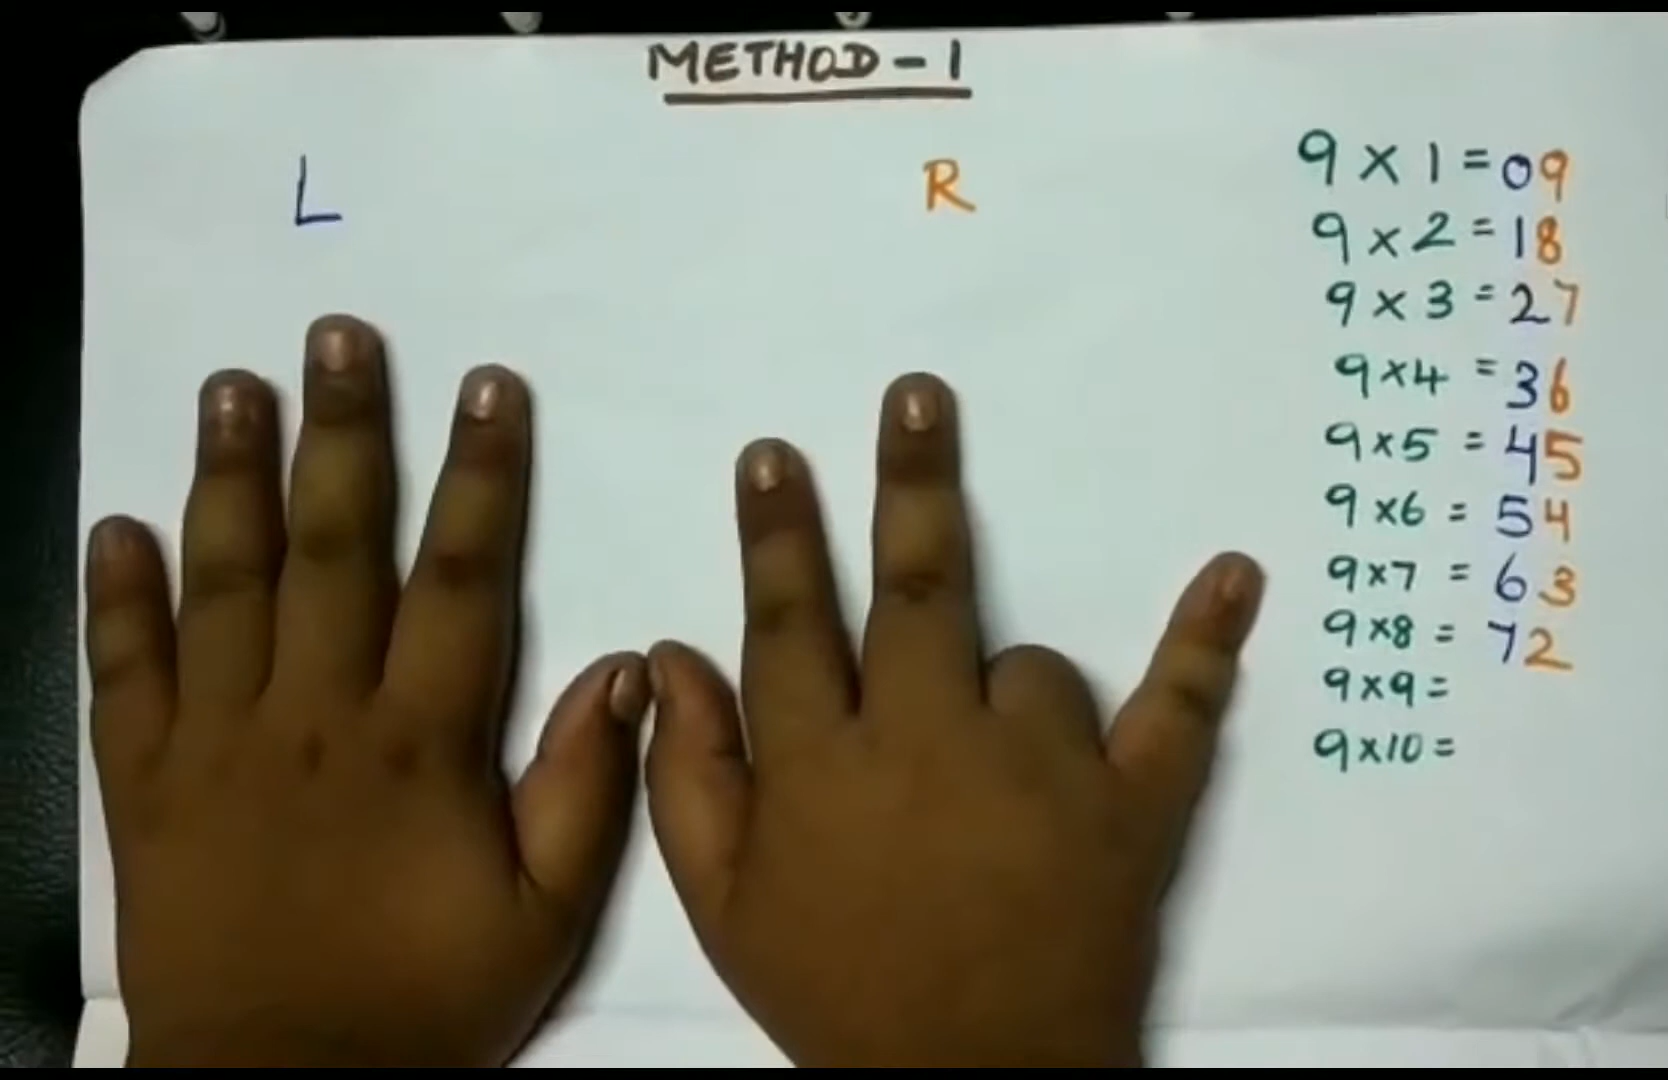 METHOD - 1
L
R
9 x 1 = 09
9 x 2 = 18
9 x 3 = 27
9 x 4 = 36
9 x 5 = 45
9 x 6 = 54
9 x 7 = 63
9 x 8 = 72
9 x 9 =
9 x 10 =